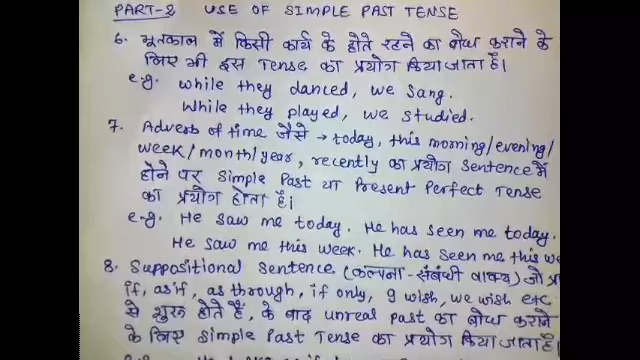 PART-2 USE OF SIMPLE PAST TENSE
6. भूतकाल में किसी कार्य के होते रहने का बोध कराने के
लिए भी इस Tense का प्रयोग किया जाता है।
e.g. While they danced, we sang.
While they played, we studied.
7. Adverb of time जैसे → today, this morning/evening/
week/month/year, recently का प्रयोग sentence में
होने पर simple Past या Present Perfect Tense
का प्रयोग होता है।
e.g. He saw me today. He has seen me today.
He saw me this week. He has seen me this we
8. Suppositional sentence (कल्पना-संबंधी वाक्य) जो
if, as if, as through, if only, I wish, we wish etc.
से शुरू होते हैं, के बाद unreal past का बोध कराने
के लिए simple Past Tense का प्रयोग किया जाता है।